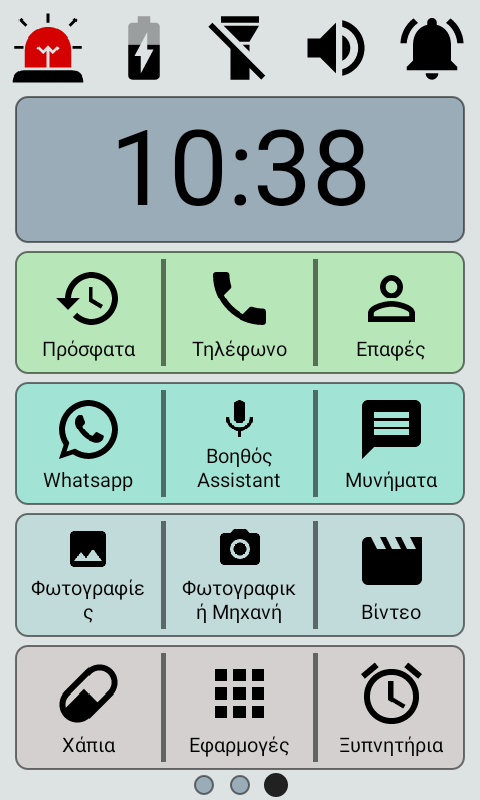 10:38
Πρόσφατα
Τηλέφωνο
Επαφές
Whatsapp
Βοηθός
Assistant
Μυνήματα
Φωτογραφίε
ς
Φωτογραφικ
ή Μηχανή
Βίντεο
Χάπια
Εφαρμογές
Ξυπνητήρια